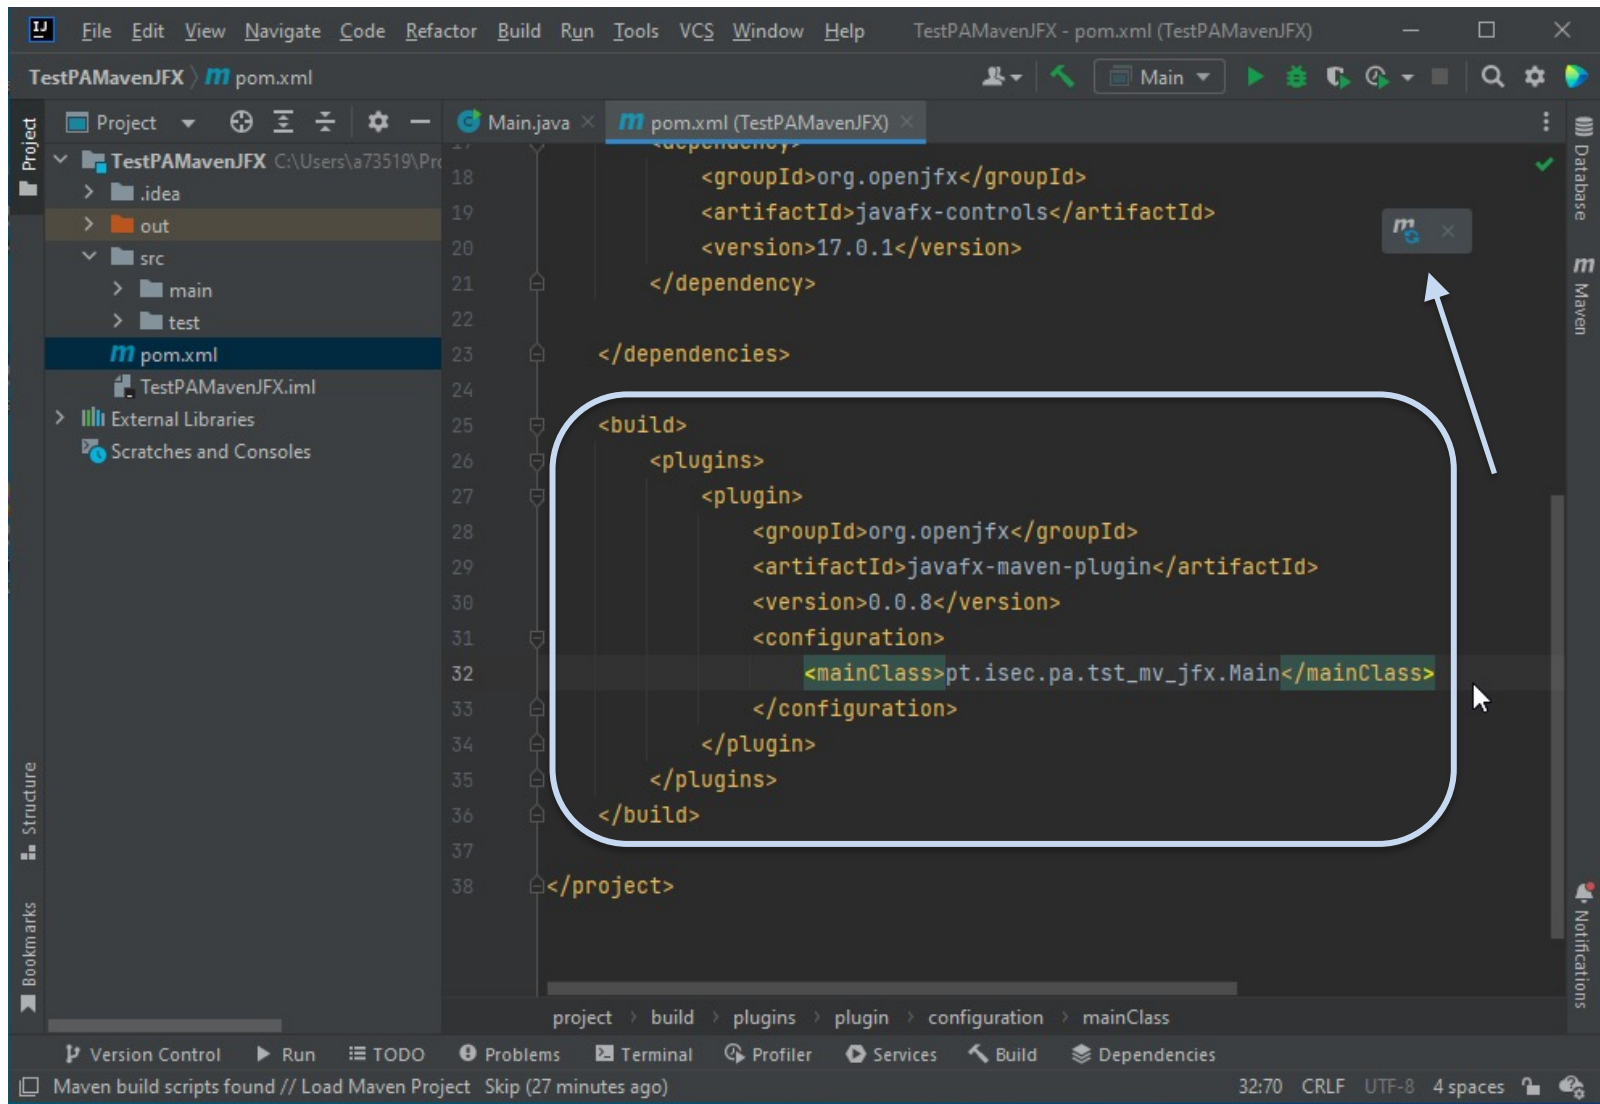 IJ File Edit View Navigate Code Refactor Build Run Tools VCS Window Help TestPAMavenJFX - pom.xml (TestPAMavenJFX)
TestPAMavenJFX m pom.xml Main
Project
Project
Main.java
m pom.xml (TestPAMavenJFX)
TestPAMavenJFX C:\Users\a73519\Pro
.idea
out
src
main
test
m pom.xml
TestPAMavenJFX.iml
External Libraries
Scratches and Consoles
17 <dependency>
18 <groupId>org.openjfx</groupId>
19 <artifactId>javafx-controls</artifactId>
20 <version>17.0.1</version>
21 </dependency>
22
23 </dependencies>
24
25 <build>
26 <plugins>
27 <plugin>
28 <groupId>org.openjfx</groupId>
29 <artifactId>javafx-maven-plugin</artifactId>
30 <version>0.0.8</version>
31 <configuration>
32 <mainClass>pt.isec.pa.tst_mv_jfx.Main</mainClass>
33 </configuration>
34 </plugin>
35 </plugins>
36 </build>
37
38 </project>
m
Database
m Maven
Notifications
Structure
Bookmarks
project build plugins plugin configuration mainClass
Version Control Run TODO Problems Terminal Profiler Services Build Dependencies
Maven build scripts found // Load Maven Project Skip (27 minutes ago) 32:70 CRLF UTF-8 4 spaces